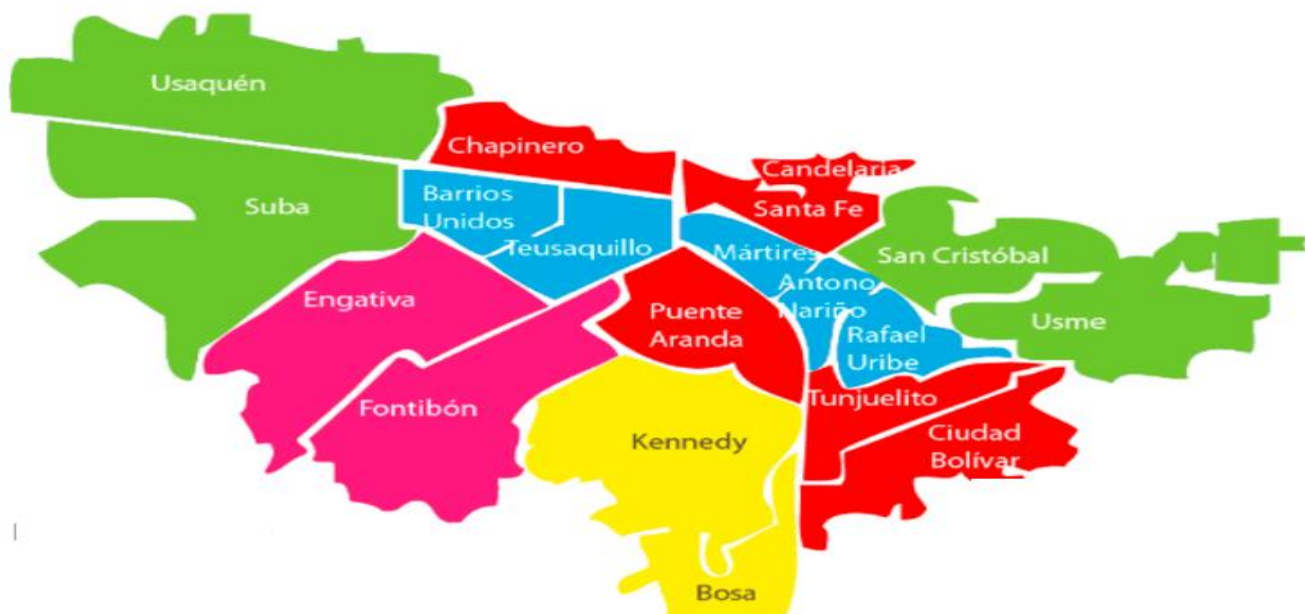 Usaquén
Chapinero
Candelaria
Santa Fe
Barrios
Unidos
Suba
Teusaquillo
Mártires
San Cristóbal
Antono
Nariño
Engativa
Puente
Aranda
Rafael
Uribe
Usme
Fontibón
Tunjuelito
Kennedy
Ciudad
Bolívar
Bosa